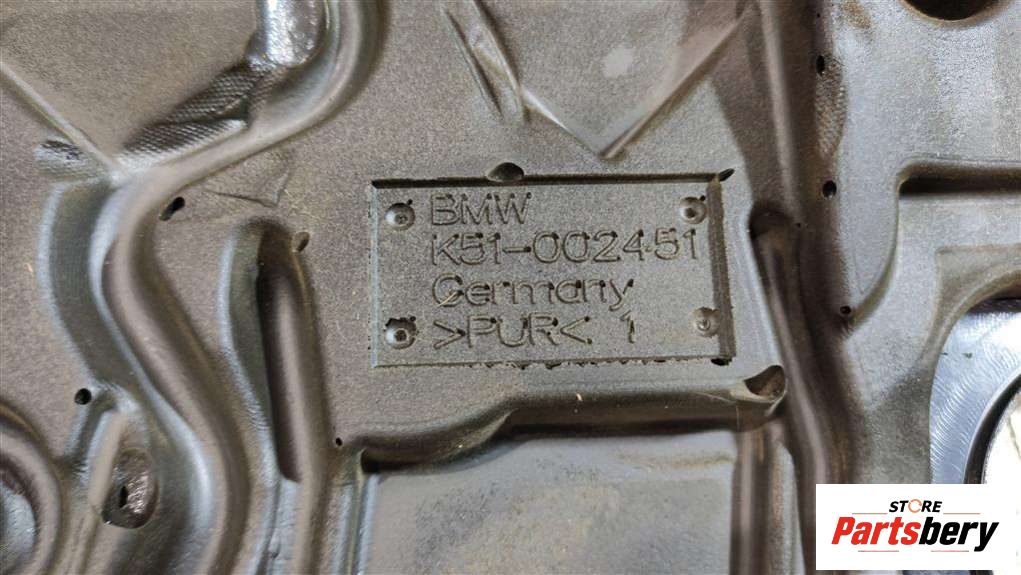 BMW
K51-002451
Germany
>PUR< 1
STORE
Partsbery